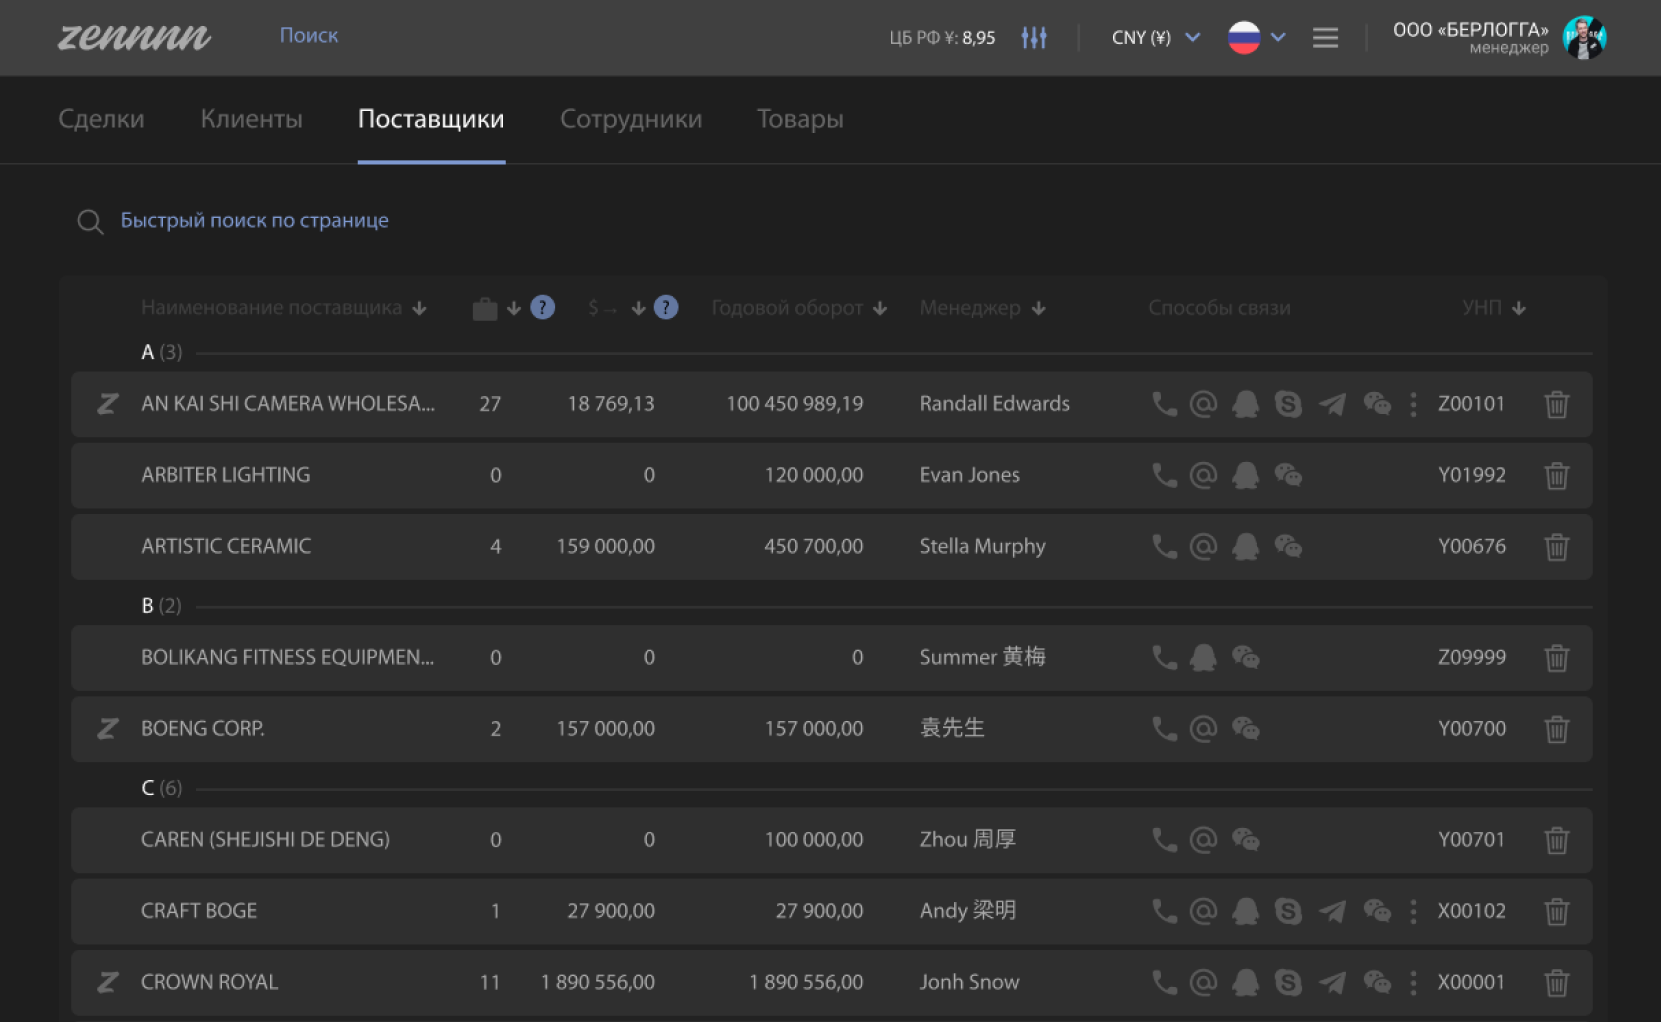 zennnn Поиск ЦБ РФ ¥: 8,95 CNY (¥) ООО «БЕРЛОГГА»
менеджер
Сделки Клиенты Поставщики Сотрудники Товары
Быстрый поиск по странице
Наименование поставщика ↓ ↓ ? $→ ↓ ? Годовой оборот ↓ Менеджер ↓ Способы связи УНП ↓
A (3)
Z AN KAI SHI CAMERA WHOLESA... 27 18 769,13 100 450 989,19 Randall Edwards Z00101
ARBITER LIGHTING 0 0 120 000,00 Evan Jones Y01992
ARTISTIC CERAMIC 4 159 000,00 450 700,00 Stella Murphy Y00676
B (2)
BOLIKANG FITNESS EQUIPMEN... 0 0 0 Summer 黄梅 Z09999
Z BOENG CORP. 2 157 000,00 157 000,00 袁先生 Y00700
C (6)
CAREN (SHEJISHI DE DENG) 0 0 100 000,00 Zhou 周厚 Y00701
CRAFT BOGE 1 27 900,00 27 900,00 Andy 梁明 X00102
Z CROWN ROYAL 11 1 890 556,00 1 890 556,00 Jonh Snow X00001